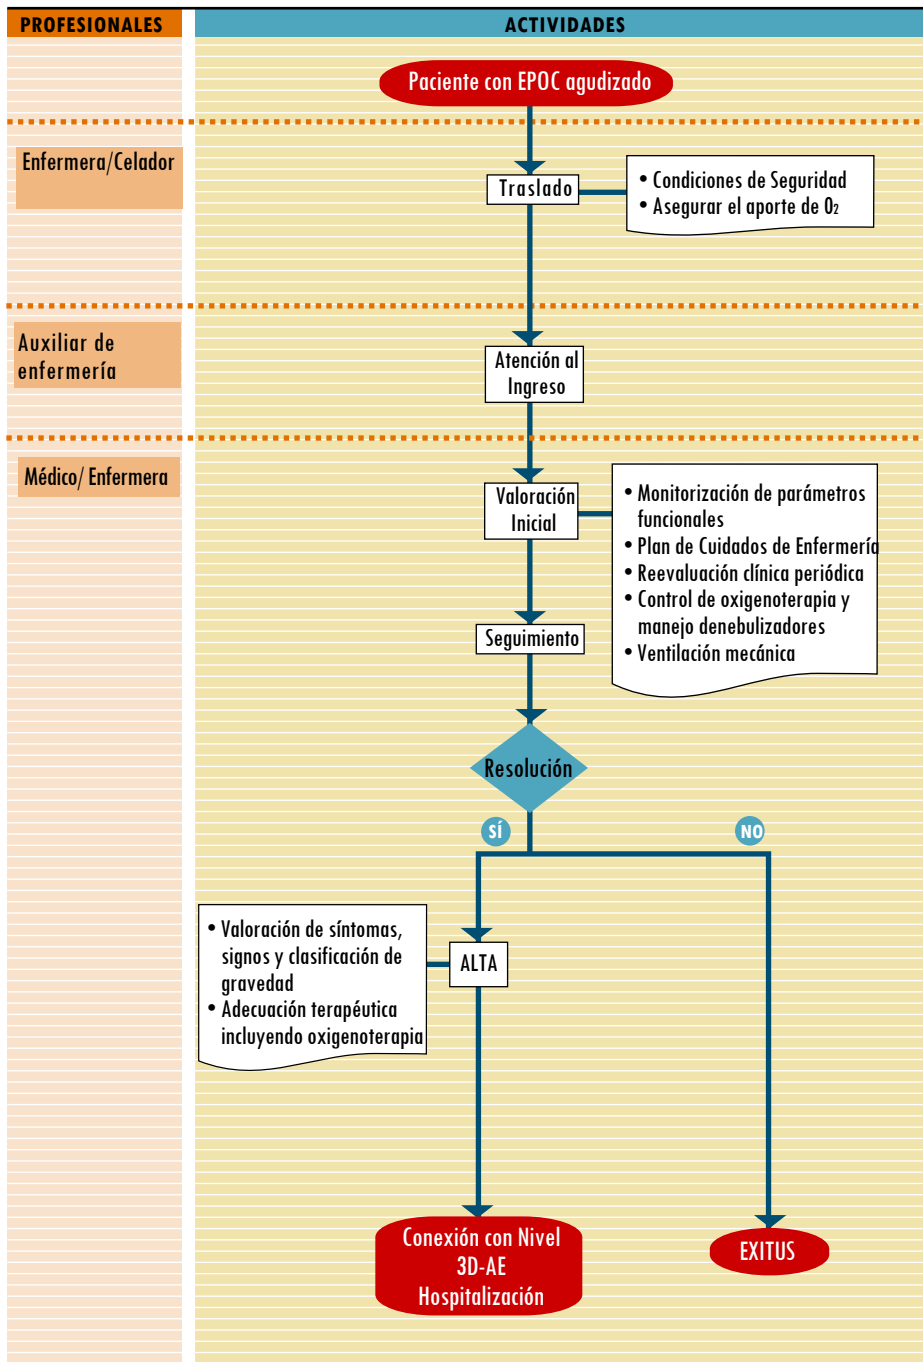 PROFESIONALES
ACTIVIDADES
Paciente con EPOC agudizado
Enfermera/Celador
Traslado
• Condiciones de Seguridad
• Asegurar el aporte de O₂
Auxiliar de
enfermería
Atención al
Ingreso
Médico/ Enfermera
Valoración
Inicial
• Monitorización de parámetros
funcionales
• Plan de Cuidados de Enfermería
• Reevaluación clínica periódica
• Control de oxigenoterapia y
manejo denebulizadores
• Ventilación mecánica
Seguimiento
Resolución
SÍ
NO
• Valoración de síntomas,
signos y clasificación de
gravedad
• Adecuación terapéutica
incluyendo oxigenoterapia
ALTA
Conexión con Nivel
3D-AE
Hospitalización
EXITUS